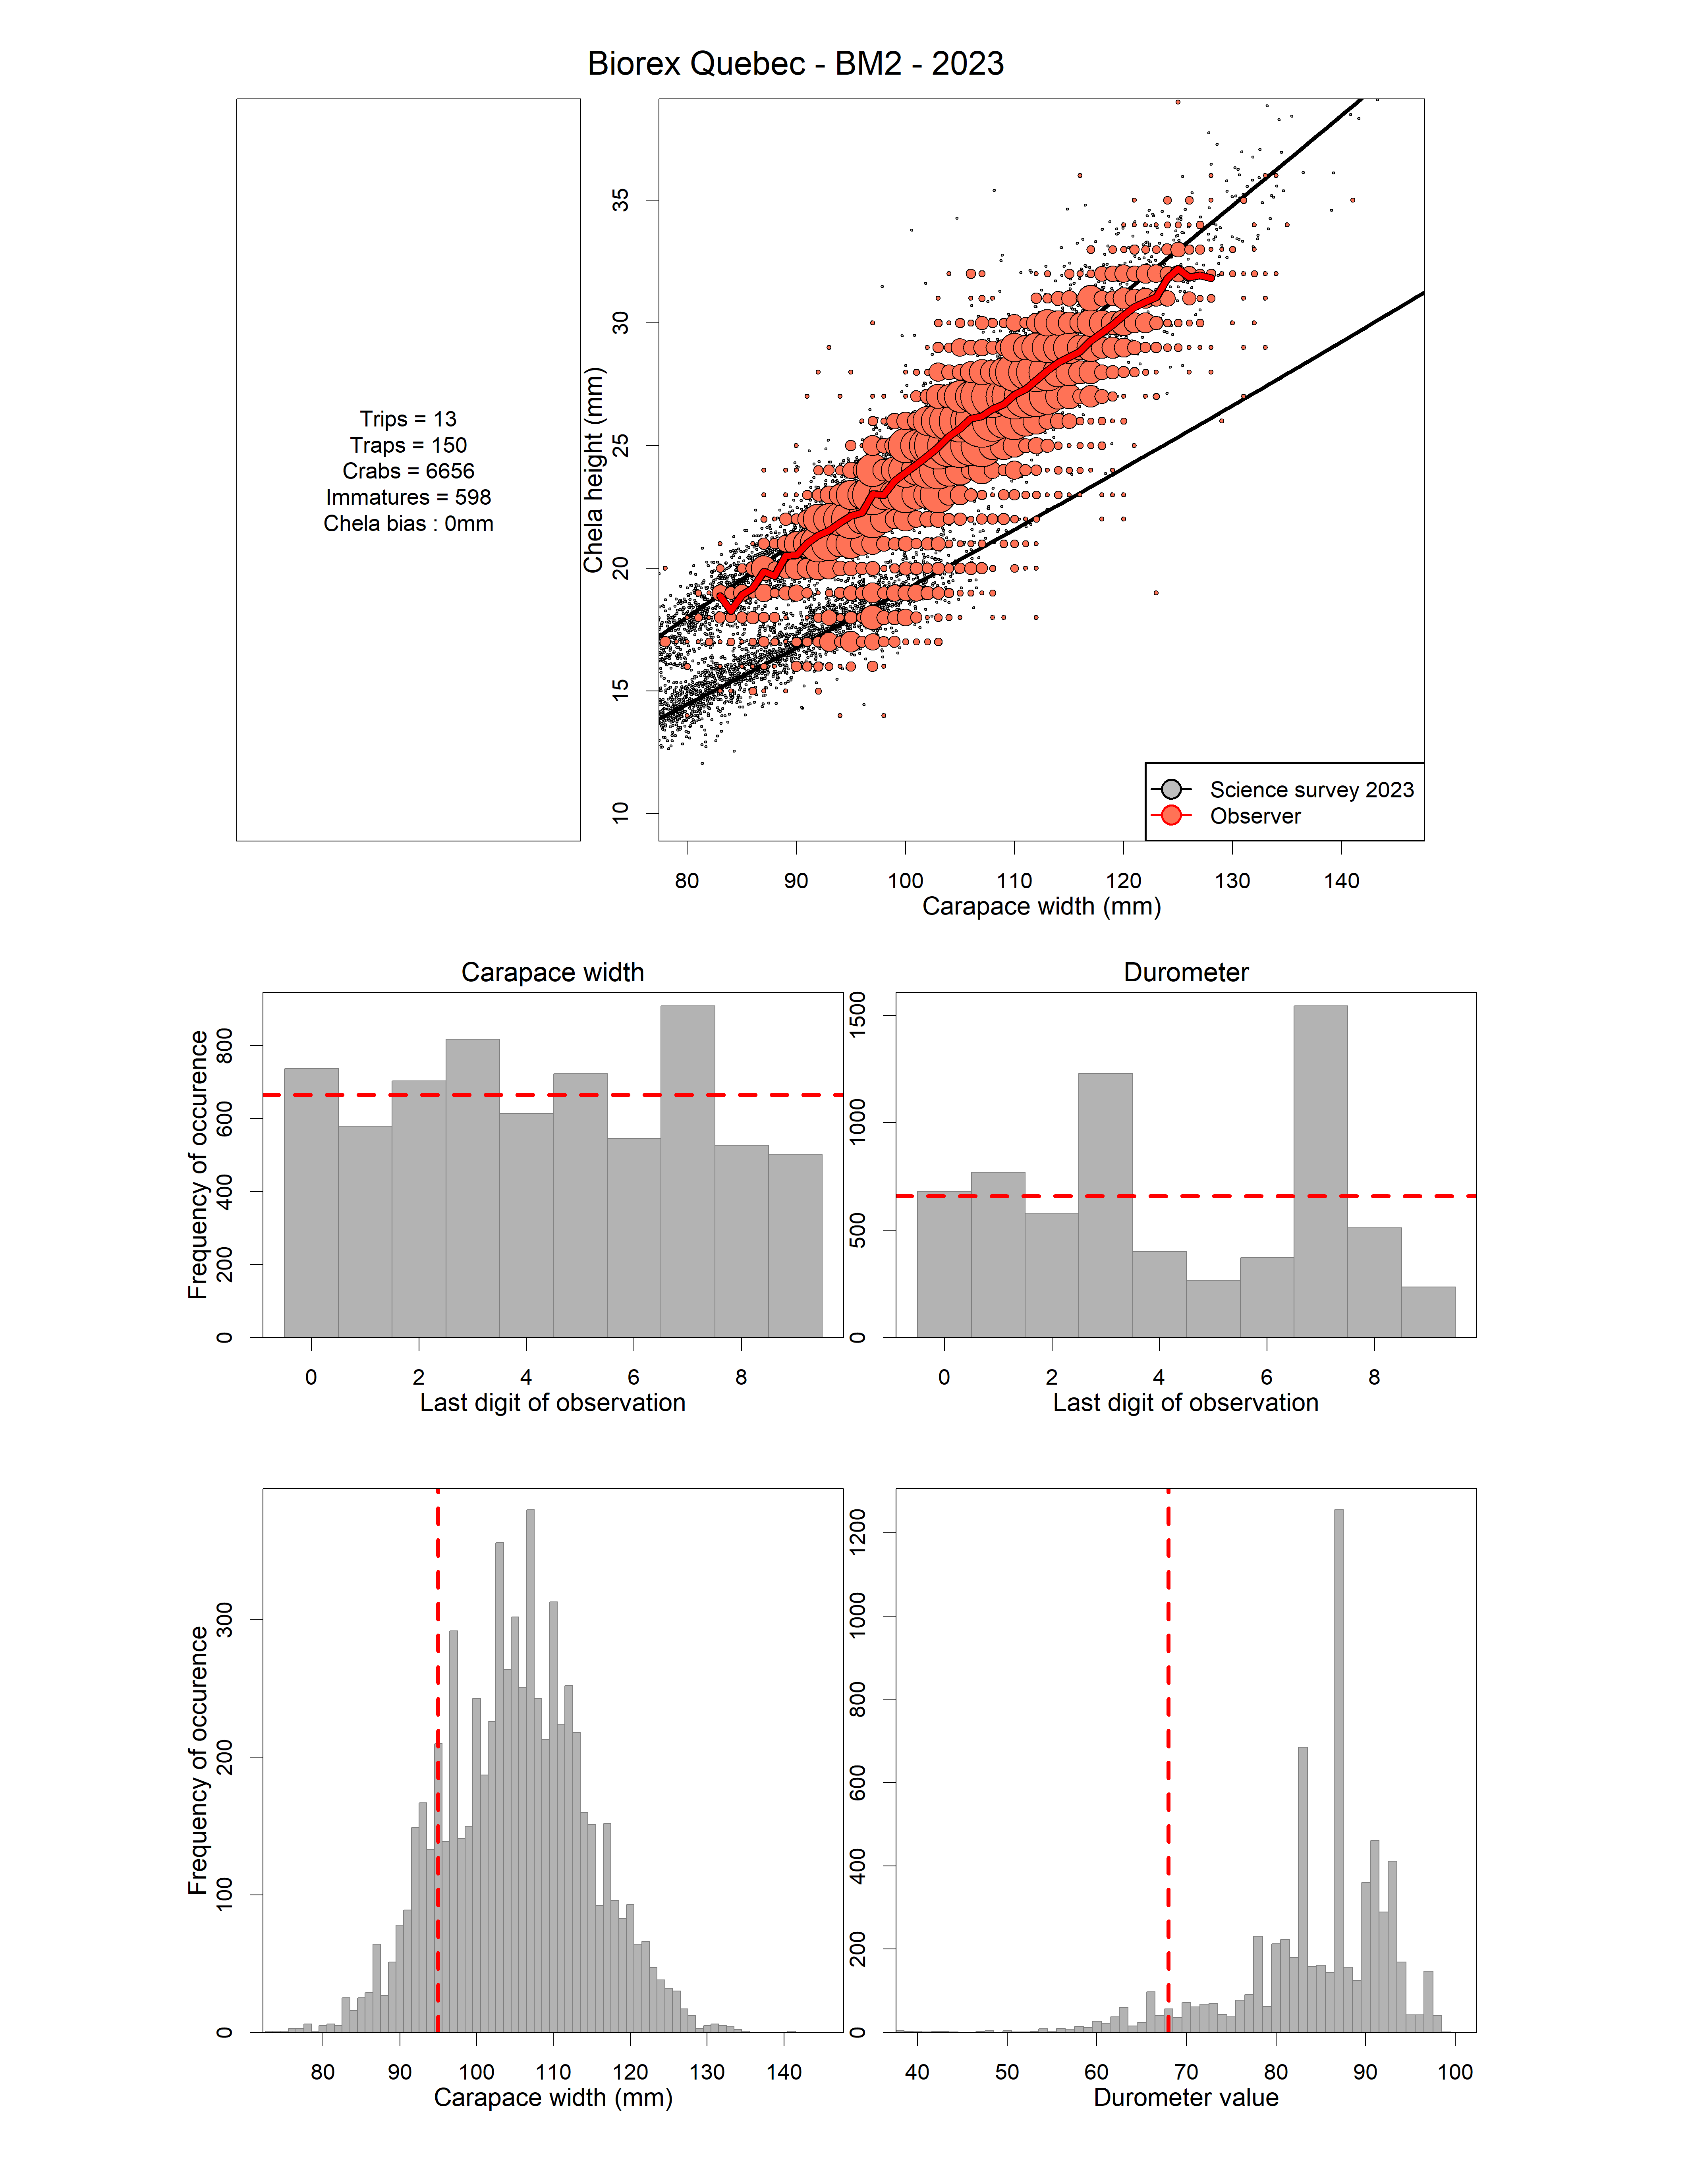 Biorex Quebec - BM2 - 2023
Trips = 13
Traps = 150
Crabs = 6656
Immatures = 598
Chela bias : 0mm
Chela height (mm)
35
30
25
20
15
10
Science survey 2023
Observer
80 90 100 110 120 130 140
Carapace width (mm)
Carapace width
Frequency of occurence
800
600
400
200
0
0 2 4 6 8
Last digit of observation
Durometer
1500
1000
500
0
0 2 4 6 8
Last digit of observation
Frequency of occurence
300
200
100
0
80 90 100 110 120 130 140
Carapace width (mm)
1200
1000
800
600
400
200
0
40 50 60 70 80 90 100
Durometer value